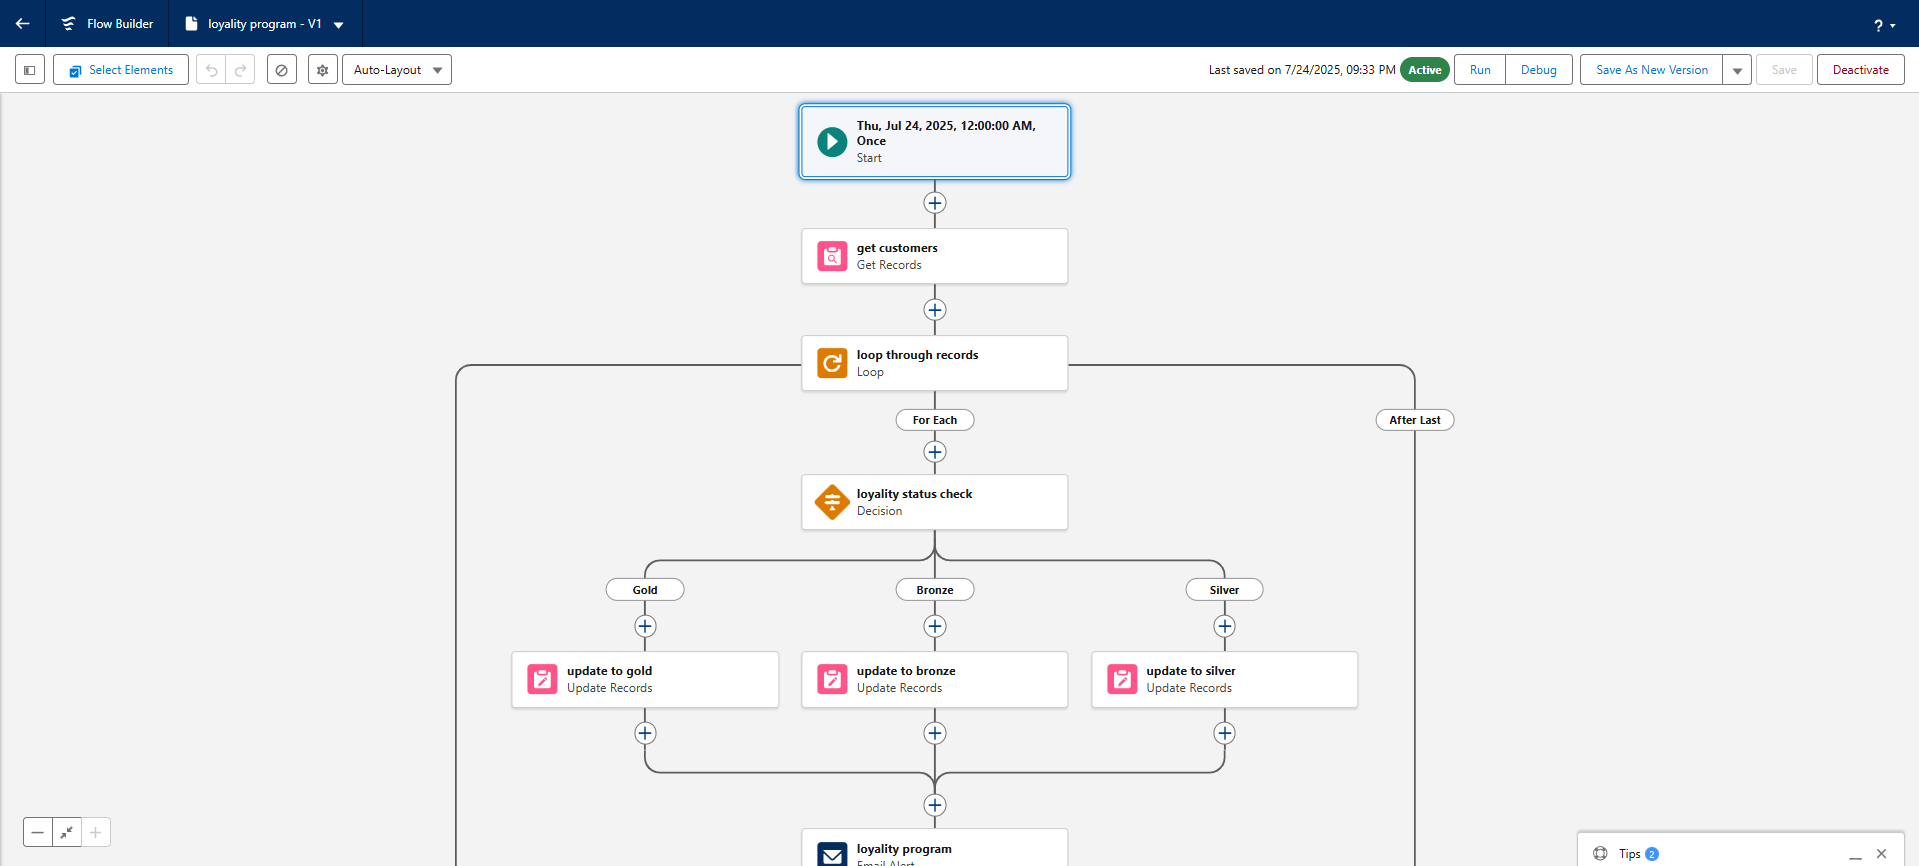 Flow Builder
loyality program - V1
?
Select Elements
Auto-Layout
Last saved on 7/24/2025, 09:33 PM
Active
Run
Debug
Save As New Version
Save
Deactivate
Thu, Jul 24, 2025, 12:00:00 AM,
Once
Start
get customers
Get Records
loop through records
Loop
For Each
After Last
loyality status check
Decision
Gold
Bronze
Silver
update to gold
Update Records
update to bronze
Update Records
update to silver
Update Records
loyality program
Email Alert
Tips 2